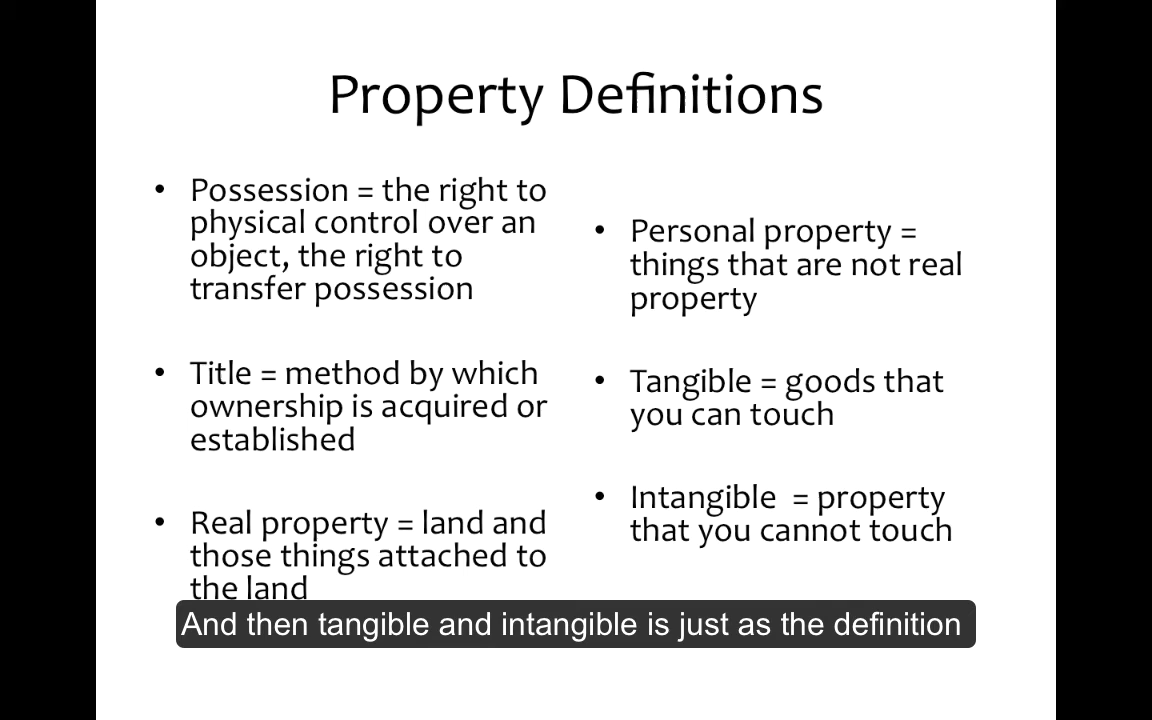 Property Definitions
• Possession = the right to
physical control over an
object, the right to
transfer possession
• Title = method by which
ownership is acquired or
established
• Real property = land and
those things attached to
the land
• Personal property =
things that are not real
property
• Tangible = goods that
you can touch
• Intangible  = property
that you cannot touch
And then tangible and intangible is just as the definition